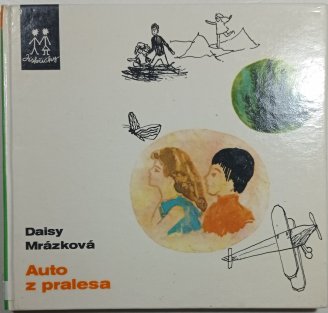 Daisy
Mrázková
Auto
z pralesa